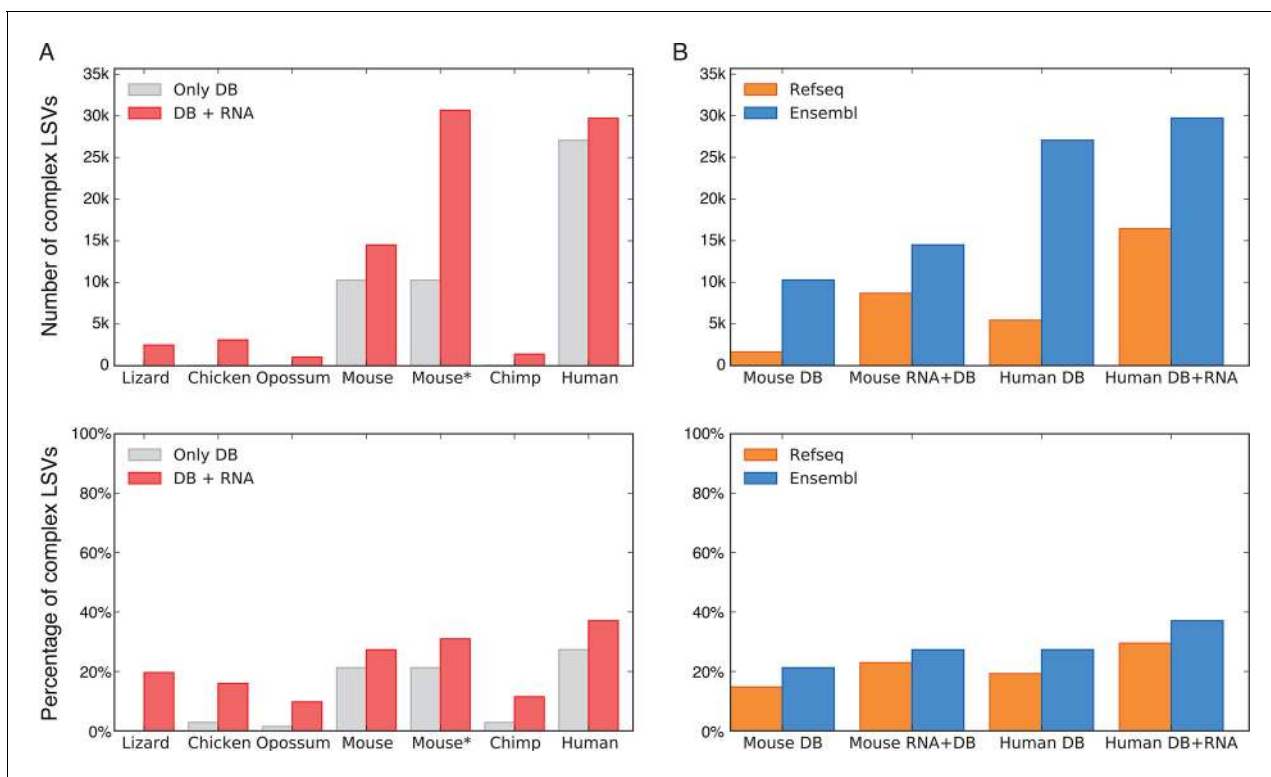 A
Number of complex LSVs
35k
30k
25k
20k
15k
10k
5k
0
Only DB
DB + RNA
Lizard Chicken Opossum Mouse Mouse* Chimp Human
B
35k
30k
25k
20k
15k
10k
5k
0
Refseq
Ensembl
Mouse DB Mouse RNA+DB Human DB Human DB+RNA
Percentage of complex LSVs
100%
80%
60%
40%
20%
0%
Only DB
DB + RNA
Lizard Chicken Opossum Mouse Mouse* Chimp Human
100%
80%
60%
40%
20%
0%
Refseq
Ensembl
Mouse DB Mouse RNA+DB Human DB Human DB+RNA